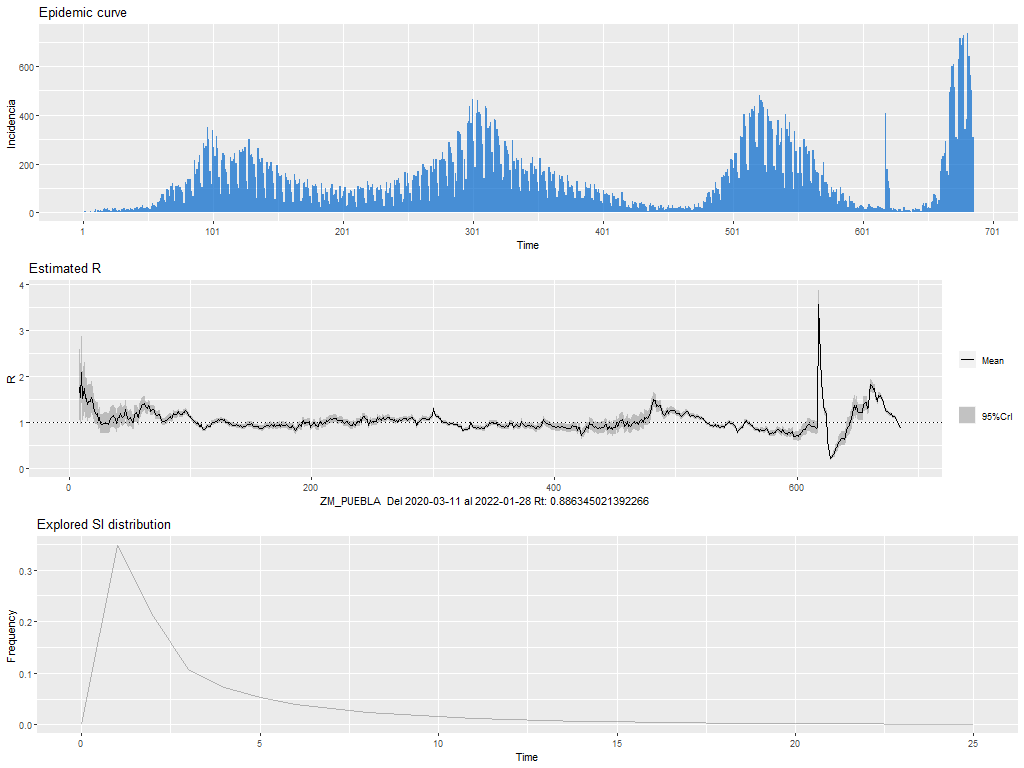 Epidemic curve
Incidencia
600
400
200
0
1 101 201 301 401 501 601 701
Time
Estimated R
R
4
3
2
1
0
0 200 400 600
ZM_PUEBLA Del 2020-03-11 al 2022-01-28 Rt: 0.886345021392266
Mean
95%CrI
Explored SI distribution
Frequency
0.3
0.2
0.1
0.0
0 5 10 15 20 25
Time